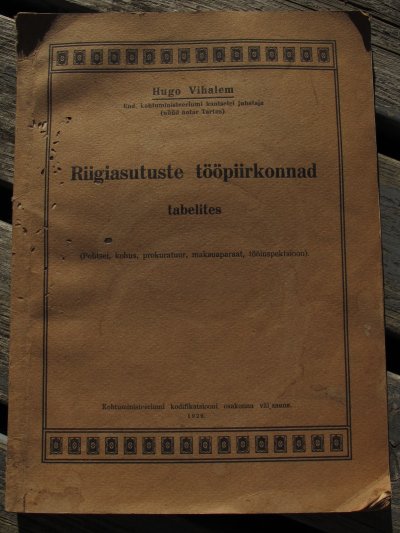 Hugo Vihalem
End. kohtuministeeriumi kantselei juhataja
(nüüd notar Tartus)
Riigiasutuste tööpiirkonnad
tabelites
(Politsei, kohus, prokuratuur, maksuaparaat, tööinspektsioon)
Kohtuministeeriumi kodifikatsiooni osakonna väljaanne.